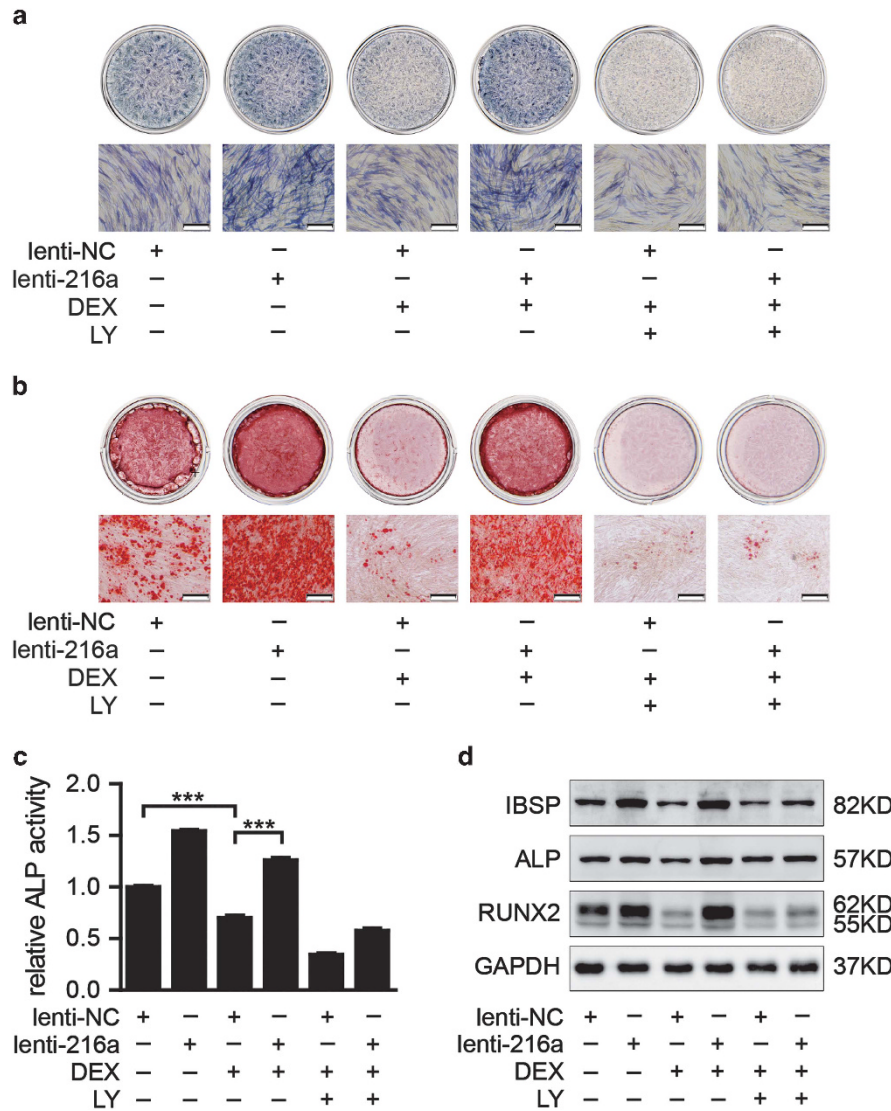 a
lenti-NC + − + − + −
lenti-216a − + − + − +
DEX − − + + + +
LY − − − − + +
b
lenti-NC + − + − + −
lenti-216a − + − + − +
DEX − − + + + +
LY − − − − + +
c
relative ALP activity
2.0
1.5
1.0
0.5
0.0
***
***
lenti-NC + − + − + −
lenti-216a − + − + − +
DEX − − + + + +
LY − − − − + +
d
IBSP 82KD
ALP 57KD
RUNX2 62KD
55KD
GAPDH 37KD
lenti-NC + − + − + −
lenti-216a − + − + − +
DEX − − + + + +
LY − − − − + +